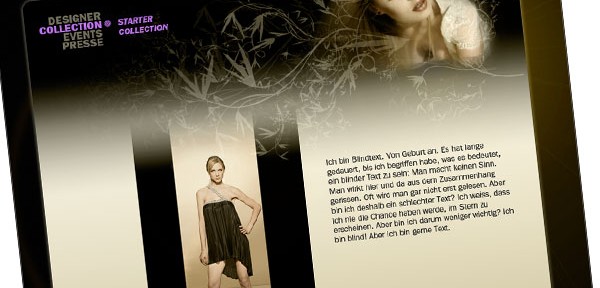 DESIGNER
COLLECTION
EVENTS
PRESSE
STARTER
COLLECTION
Ich bin Blindtext. Von Geburt an. Es hat lange
gedauert, bis ich begriffen habe, was es bedeutet,
ein blinder Text zu sein: Man macht keinen Sinn.
Man wirkt hier und da aus dem Zusammenhang
gerissen. Oft wird man gar nicht erst gelesen. Aber
bin ich deshalb ein schlechter Text? Ich weiss, dass
ich nie die Chance haben werde, im Stern zu
erscheinen. Aber bin ich darum weniger wichtig? Ich
bin blind! Aber ich bin gerne Text.